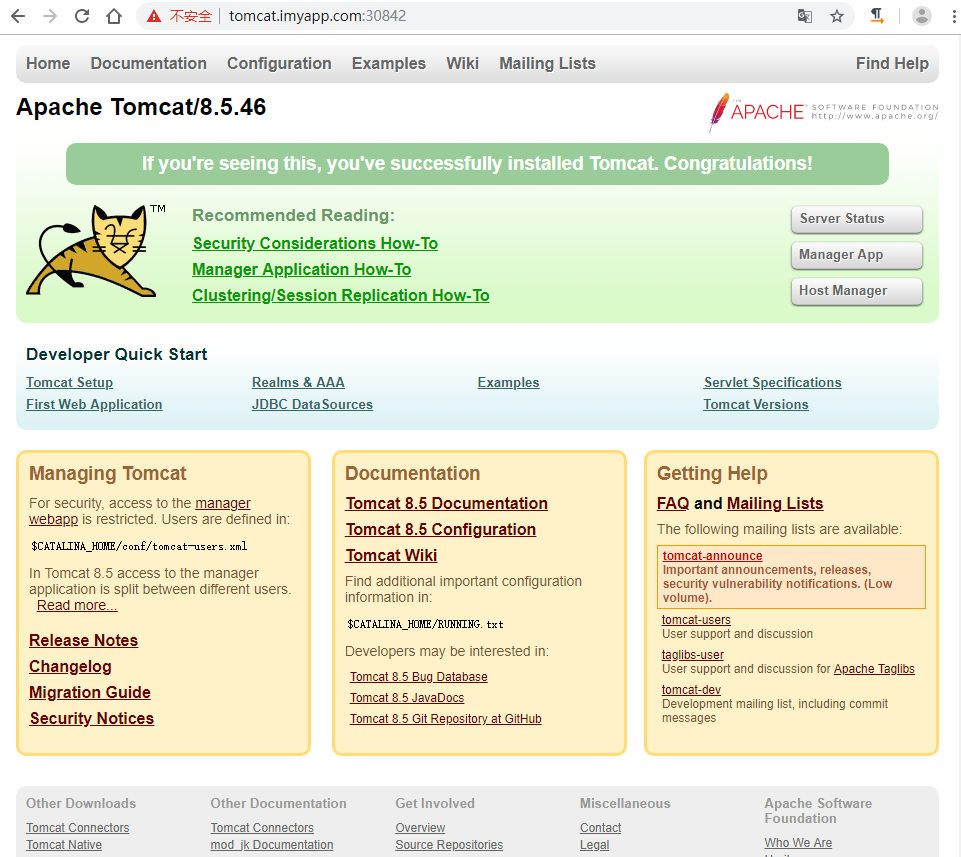 不安全 tomcat.imyapp.com:30842
Home Documentation Configuration Examples Wiki Mailing Lists Find Help
Apache Tomcat/8.5.46
THE
APACHE™ SOFTWARE FOUNDATION
http://www.apache.org/
If you're seeing this, you've successfully installed Tomcat. Congratulations!
TM
Recommended Reading:
Security Considerations How-To
Manager Application How-To
Clustering/Session Replication How-To
Server Status
Manager App
Host Manager
Developer Quick Start
Tomcat Setup
First Web Application
Realms & AAA
JDBC DataSources
Examples
Servlet Specifications
Tomcat Versions
Managing Tomcat
For security, access to the manager
webapp is restricted. Users are defined in:
$CATALINA_HOME/conf/tomcat-users.xml
In Tomcat 8.5 access to the manager
application is split between different users.
Read more...
Release Notes
Changelog
Migration Guide
Security Notices
Documentation
Tomcat 8.5 Documentation
Tomcat 8.5 Configuration
Tomcat Wiki
Find additional important configuration
information in:
$CATALINA_HOME/RUNNING.txt
Developers may be interested in:
Tomcat 8.5 Bug Database
Tomcat 8.5 JavaDocs
Tomcat 8.5 Git Repository at GitHub
Getting Help
FAQ and Mailing Lists
The following mailing lists are available:
tomcat-announce
Important announcements, releases,
security vulnerability notifications. (Low
volume).
tomcat-users
User support and discussion
taglibs-user
User support and discussion for Apache Taglibs
tomcat-dev
Development mailing list, including commit
messages
Other Downloads
Tomcat Connectors
Tomcat Native
Other Documentation
Tomcat Connectors
mod_jk Documentation
Get Involved
Overview
Source Repositories
Miscellaneous
Contact
Legal
Apache Software
Foundation
Who We Are